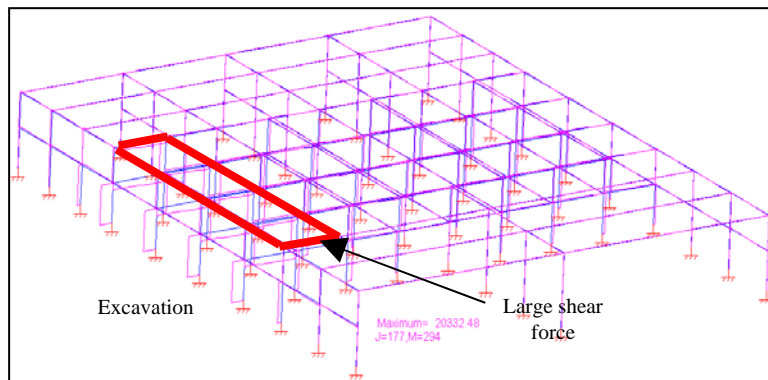 Excavation
Large shear
force
Maximum= 20332.48
J=177,M=294